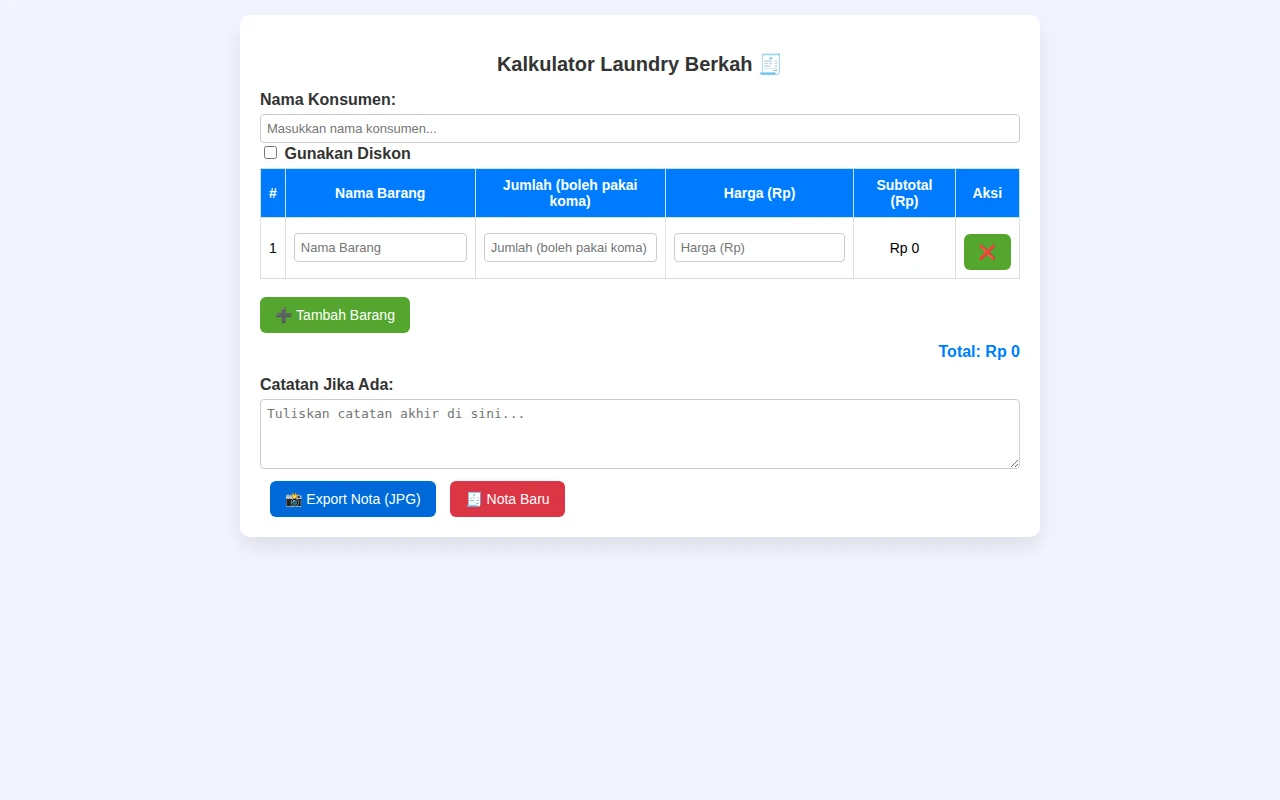 Kalkulator Laundry Berkah 🧾
Nama Konsumen:
Masukkan nama konsumen...
Gunakan Diskon
# Nama Barang Jumlah (boleh pakai koma) Harga (Rp) Subtotal (Rp) Aksi
1 Nama Barang Jumlah (boleh pakai koma) Harga (Rp) Rp 0 ❌
➕ Tambah Barang
Total: Rp 0
Catatan Jika Ada:
Tuliskan catatan akhir di sini...
📸 Export Nota (JPG) 🧾 Nota Baru